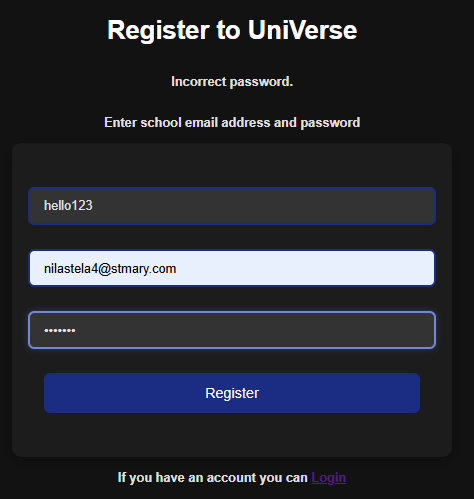 Register to UniVerse
Incorrect password.
Enter school email address and password
hello123
nilastela4@stmary.com
•••••••
Register
If you have an account you can Login